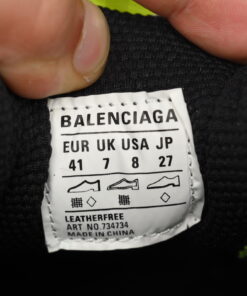 BALENCIAGA
EUR UK USA JP
41 7 8 27
LEATHERFREE
ART NO.734734
MADE IN CHINA